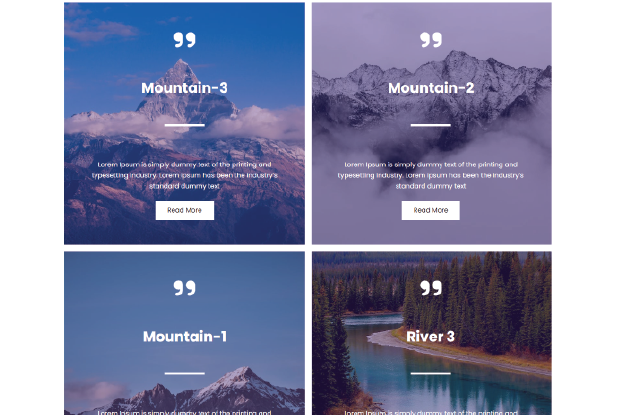 Mountain-3
Lorem Ipsum is simply dummy text of the printing and
typesetting industry. Lorem Ipsum has been the industry's
standard dummy text
Read More
Mountain-2
Lorem Ipsum is simply dummy text of the printing and
typesetting industry. Lorem Ipsum has been the industry's
standard dummy text
Read More
Mountain-1
Lorem Ipsum is simply dummy text of the printing and
River 3
Lorem Ipsum is simply dummy text of the printing and